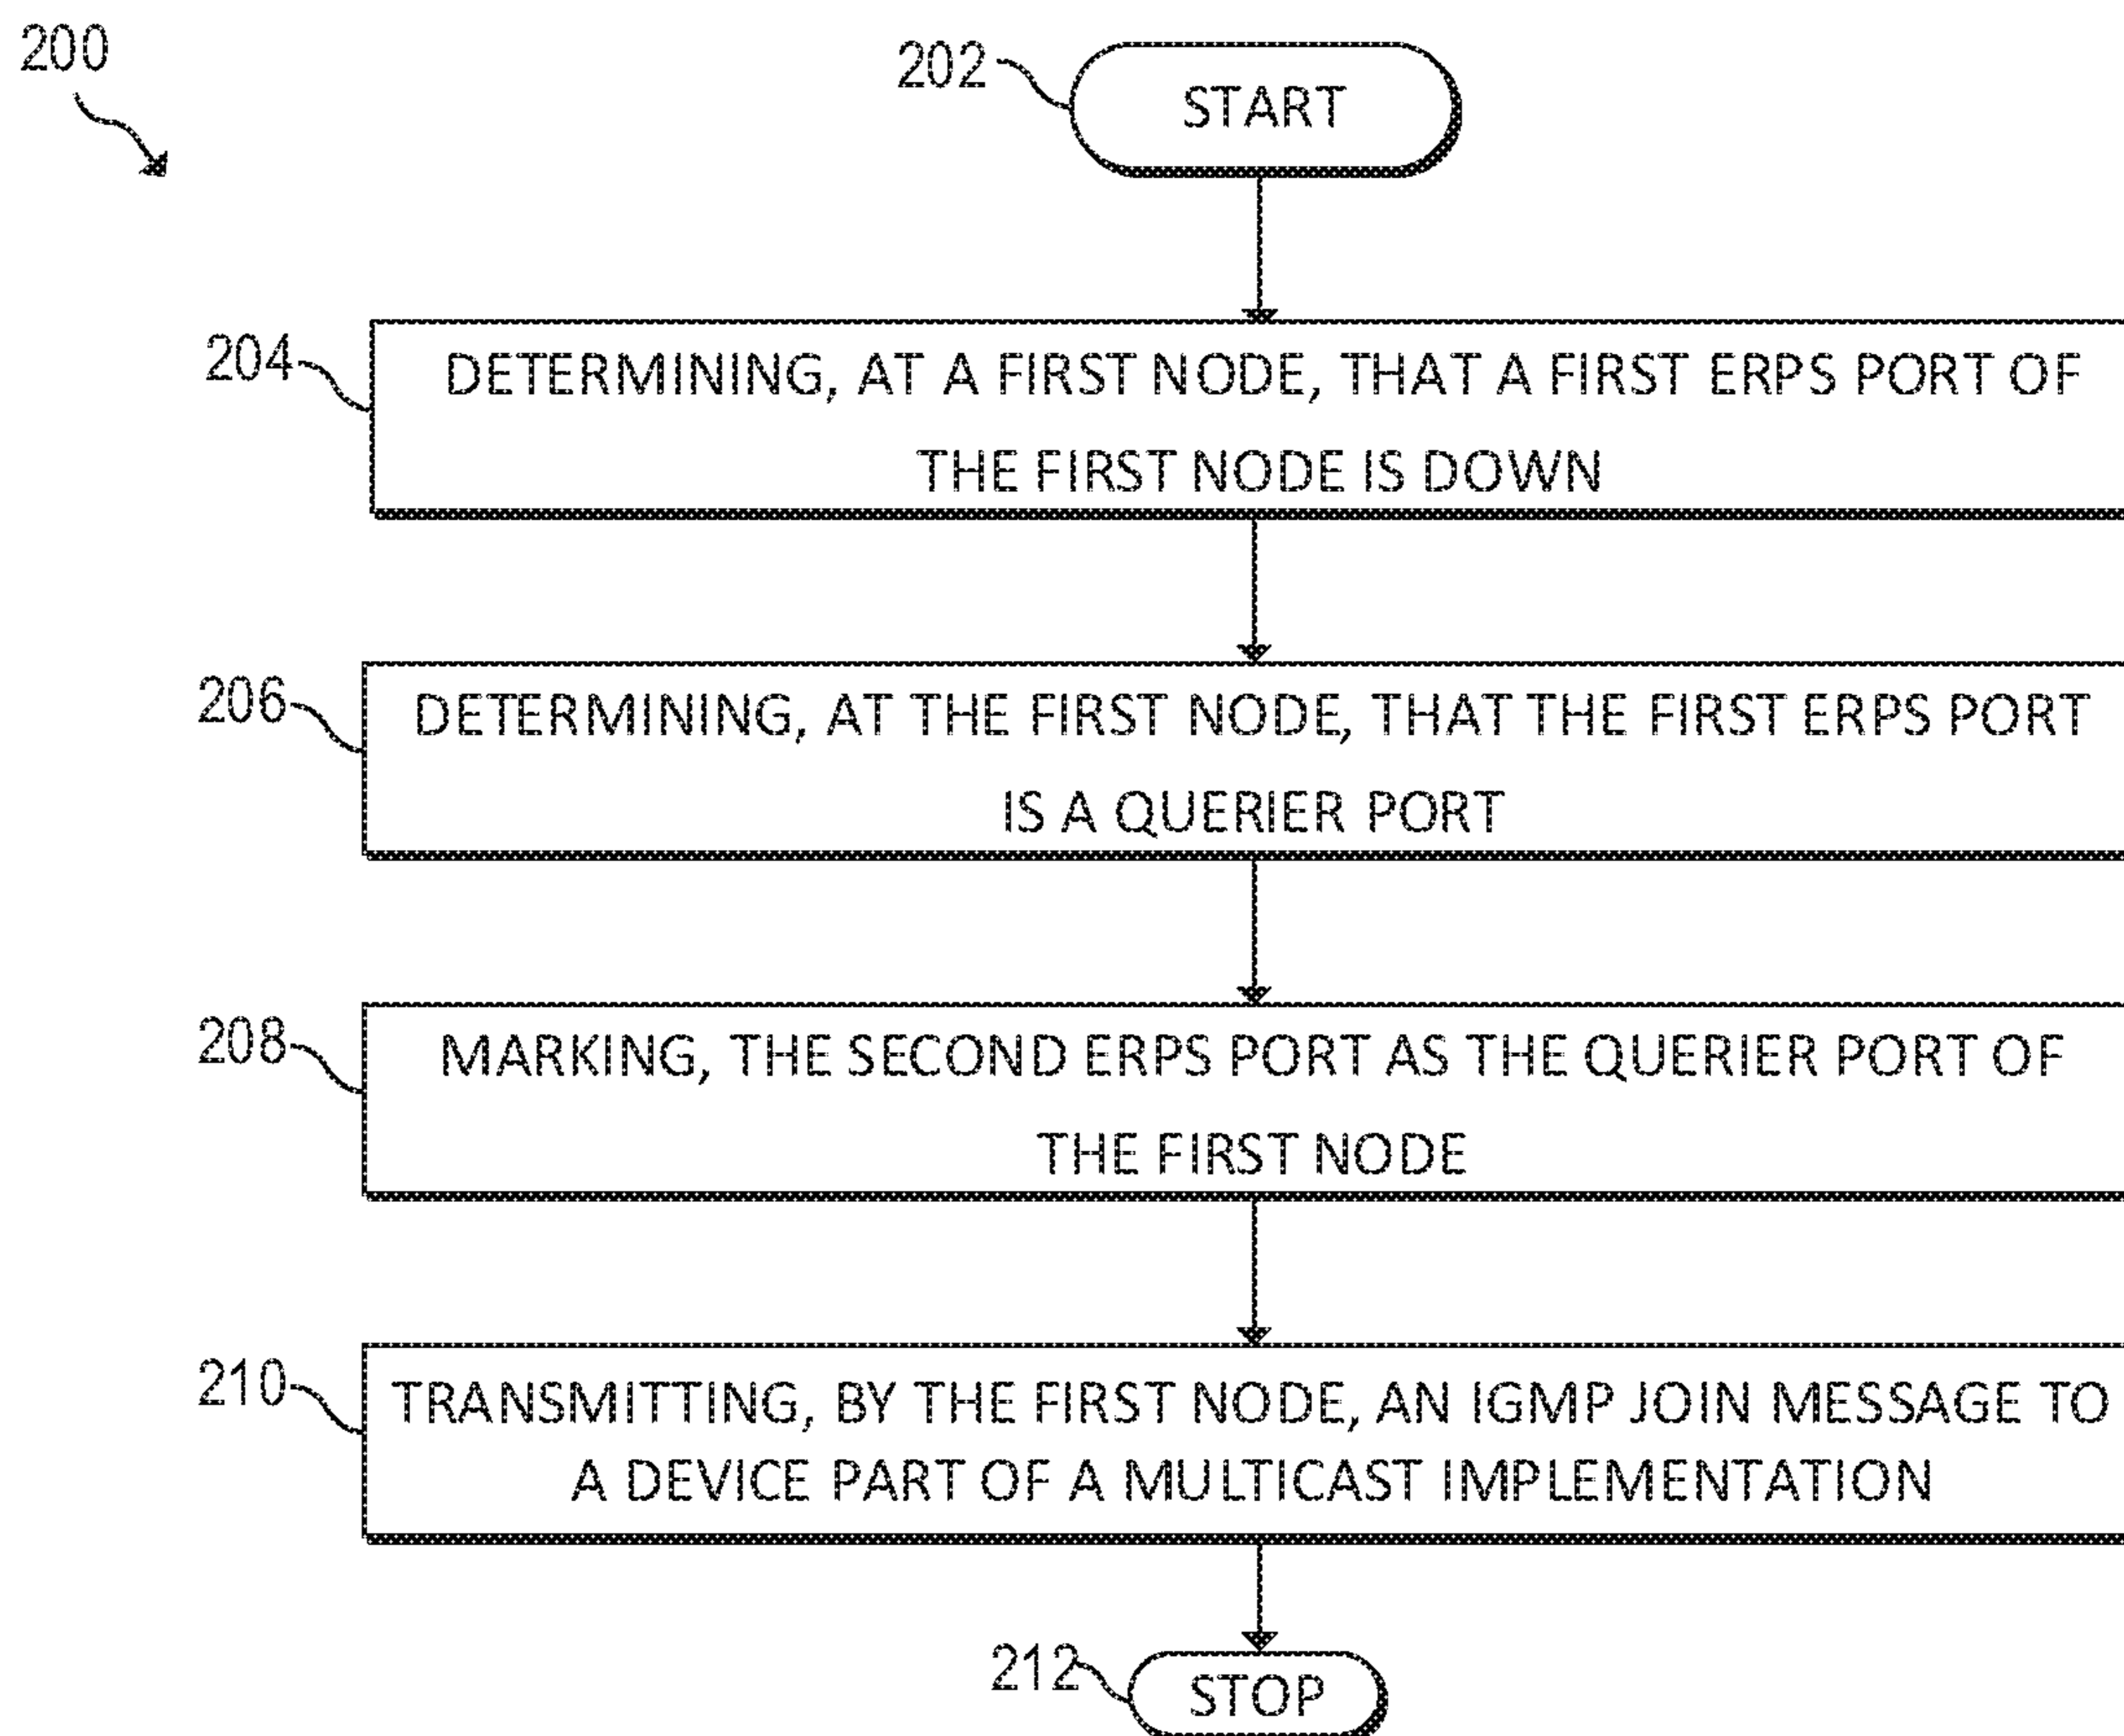 200
202
START
204
DETERMINING, AT A FIRST NODE, THAT A FIRST ERPS PORT OF
THE FIRST NODE IS DOWN
206
DETERMINING, AT THE FIRST NODE, THAT THE FIRST ERPS PORT
IS A QUERIER PORT
208
MARKING, THE SECOND ERPS PORT AS THE QUERIER PORT OF
THE FIRST NODE
210
TRANSMITTING, BY THE FIRST NODE, AN IGMP JOIN MESSAGE TO
A DEVICE PART OF A MULTICAST IMPLEMENTATION
212
STOP